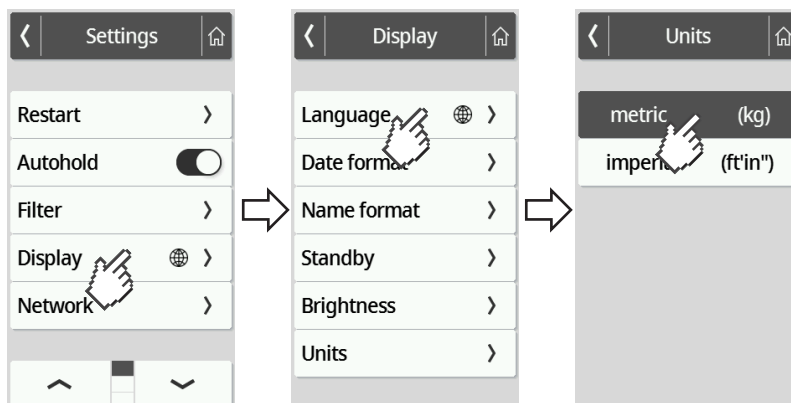 Settings
Restart
Autohold
Filter
Display
Network
Display
Language
Date format
Name format
Standby
Brightness
Units
Units
metric (kg)
(ft'in")